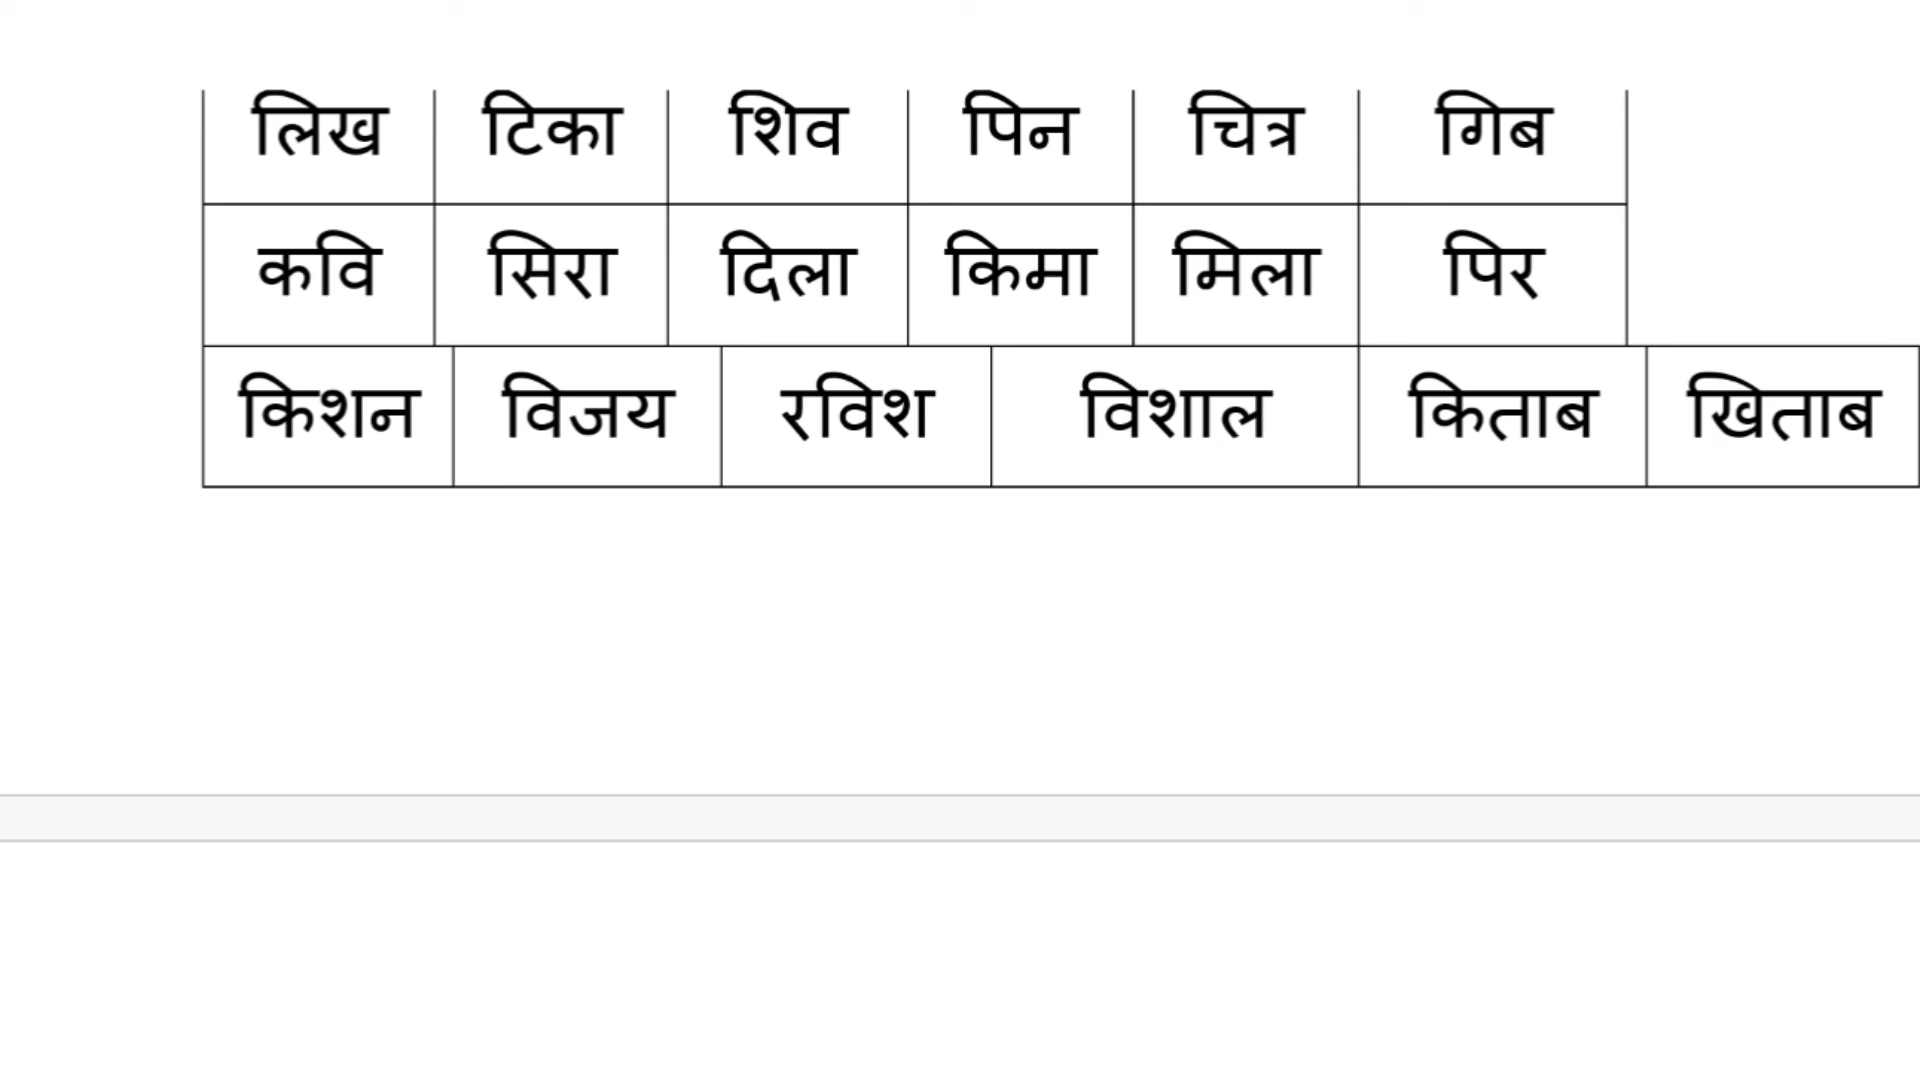 लिख टिका शिव पिन चित्र गिब
कवि सिरा दिला किमा मिला पिर
किशन विजय रविश विशाल किताब खिताब